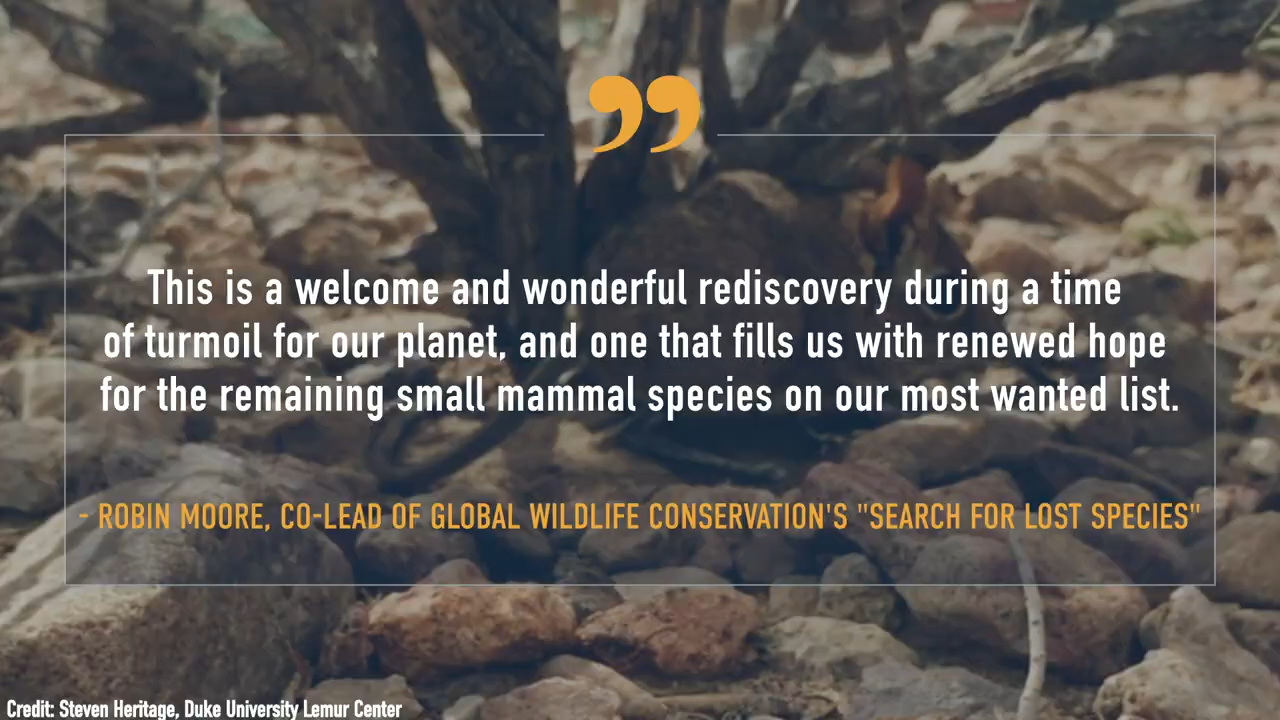 ”
This is a welcome and wonderful rediscovery during a time
of turmoil for our planet, and one that fills us with renewed hope
for the remaining small mammal species on our most wanted list.
- ROBIN MOORE, CO-LEAD OF GLOBAL WILDLIFE CONSERVATION'S "SEARCH FOR LOST SPECIES"
Credit: Steven Heritage, Duke University Lemur Center